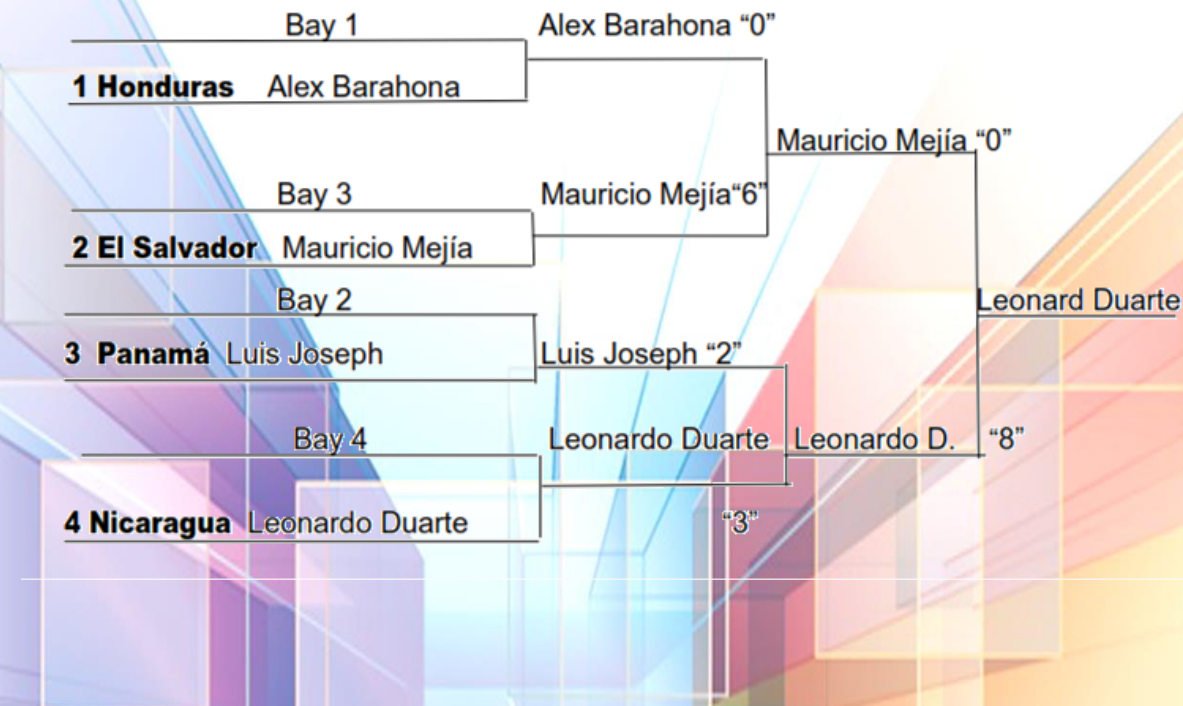 Bay 1
Alex Barahona “0”
1 Honduras Alex Barahona
Mauricio Mejía “0”
Bay 3
Mauricio Mejía“6”
2 El Salvador Mauricio Mejía
Bay 2
Leonard Duarte
3 Panamá Luis Joseph
Luis Joseph “2”
Bay 4
Leonardo Duarte
Leonardo D. “8”
4 Nicaragua Leonardo Duarte
“3”